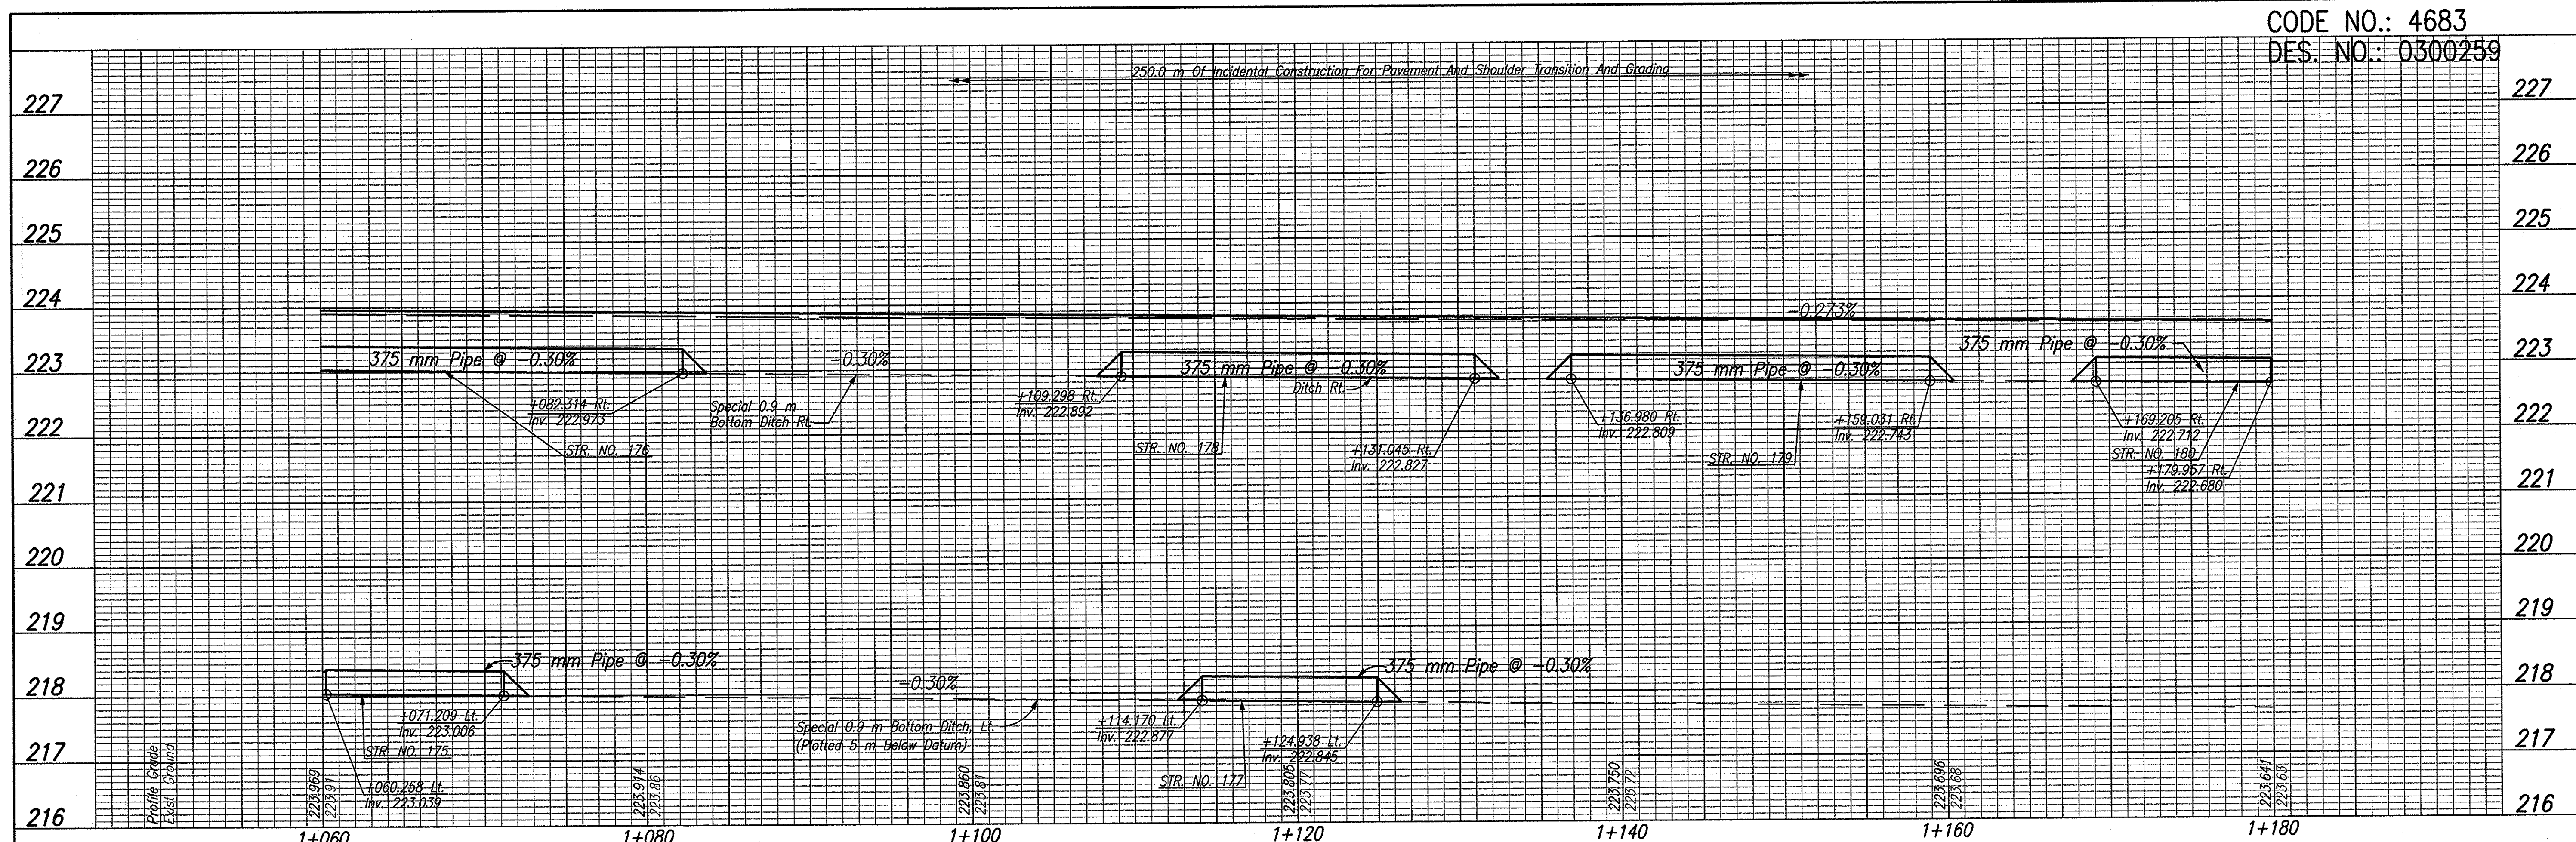 CODE NO.: 4683
DES. NO.: 0300259
250.0 m Of Incidental Construction For Pavement And Shoulder Transition And Grading
227
227
226
226
225
225
224
224
-0.273%
375 mm Pipe @ -0.30%
-0.30%
375 mm Pipe @ -0.30%
375 mm Pipe @ -0.30%
375 mm Pipe @ -0.30%
223
223
Ditch Rt.
+082.314 Rt.
Inv. 222.973
Special 0.9 m
Bottom Ditch Rt.
+109.298 Rt.
Inv. 222.892
+136.980 Rt.
Inv. 222.809
+159.031 Rt.
Inv. 222.743
+169.205 Rt.
Inv. 222.712
222
222
STR. NO. 176
STR. NO. 178
+131.045 Rt.
Inv. 222.827
STR. NO. 179
STR. NO. 180
+179.957 Rt.
Inv. 222.680
221
221
220
220
219
219
375 mm Pipe @ -0.30%
375 mm Pipe @ -0.30%
218
-0.30%
218
+071.209 Lt.
Inv. 223.006
Special 0.9 m Bottom Ditch, Lt.
(Plotted 5 m Below Datum)
+114.170 Lt.
Inv. 222.877
+124.938 Lt.
Inv. 222.845
217
217
STR. NO. 175
STR. NO. 177
+060.258 Lt.
Inv. 223.039
Profile Grade
Exist. Ground
223.969
223.91
223.914
223.86
223.860
223.81
223.805
223.77
223.750
223.72
223.696
223.68
223.641
223.63
216
216
1+060
1+080
1+100
1+120
1+140
1+160
1+180